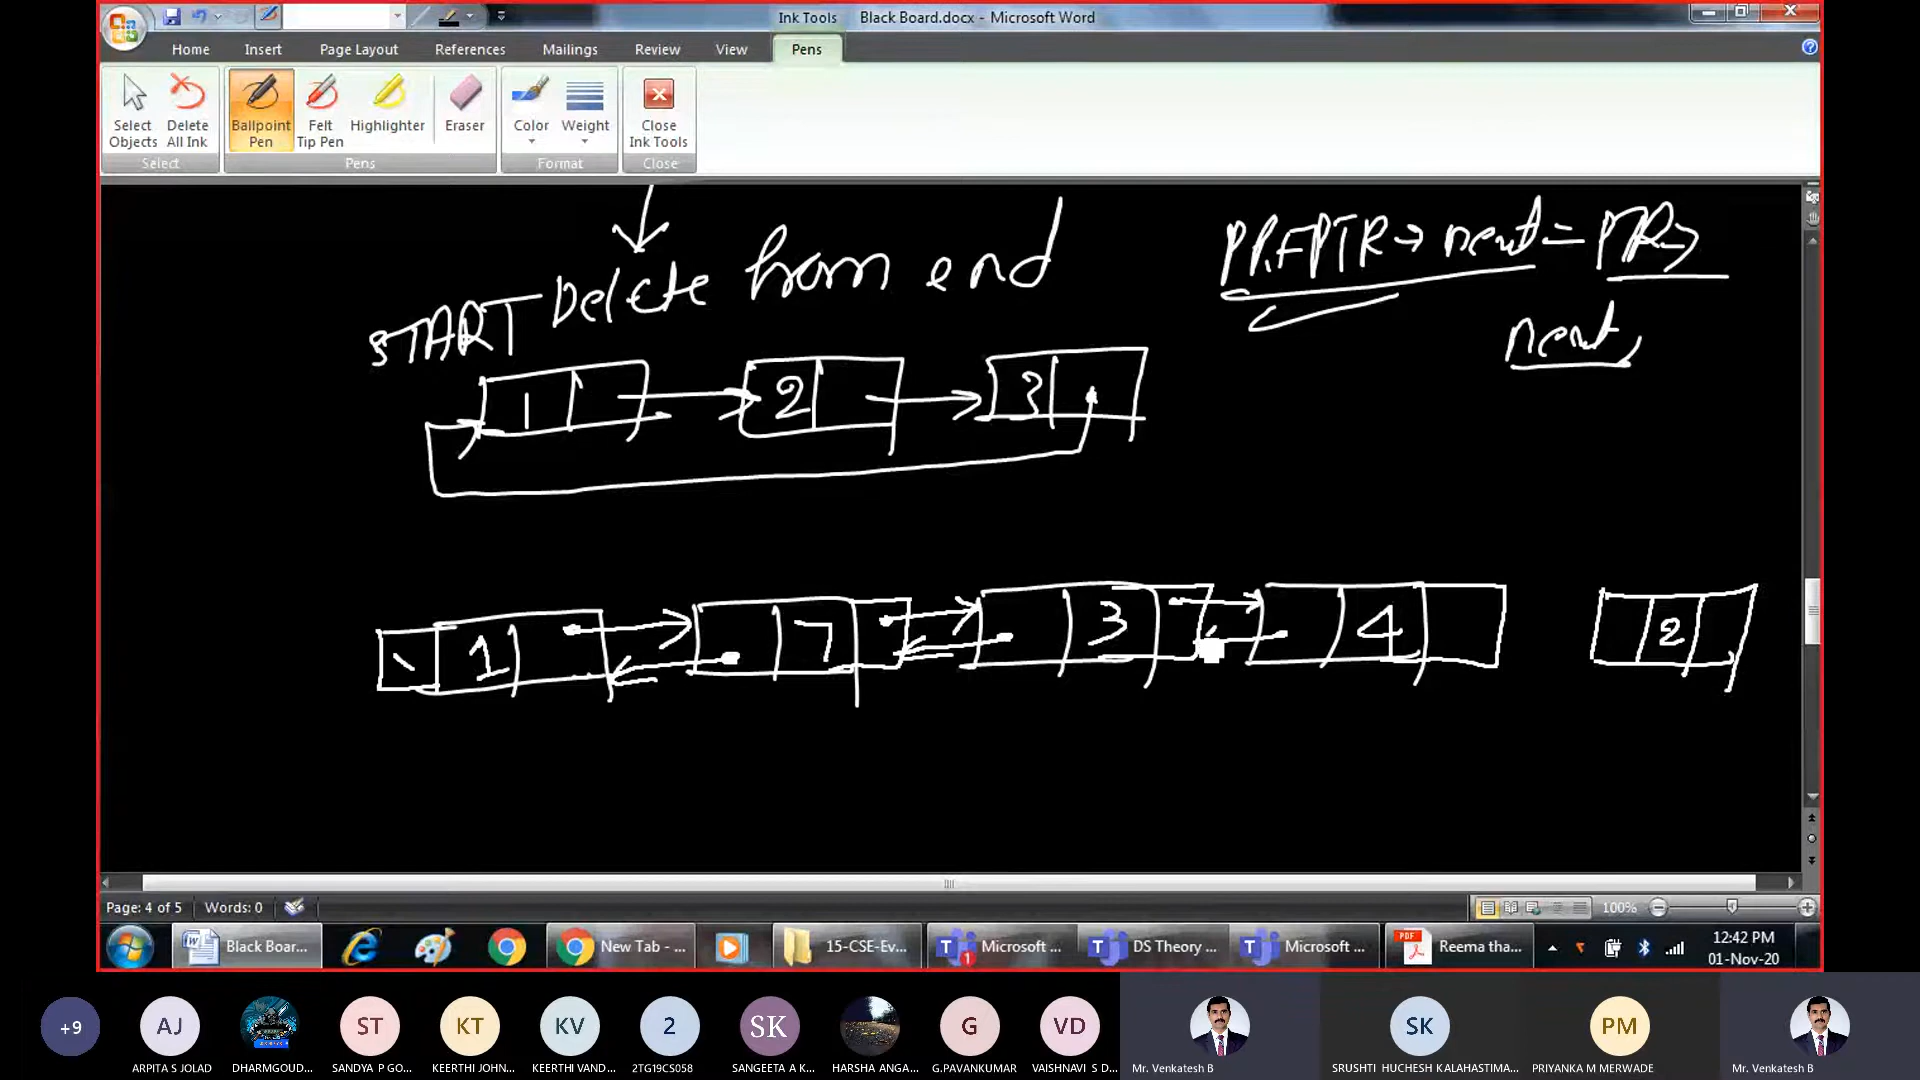 Ink Tools
Black Board.docx - Microsoft Word
Home Insert Page Layout References Mailings Review View Pens
Select Objects
Delete All Ink
Ballpoint Pen
Felt Tip Pen
Highlighter
Eraser
Color
Weight
Close Ink Tools
Select
Pens
Format
Close
START Delete from end
PREPTR→ next = PTR→
next;
1 2 3
1 7 3 4 2
Page: 4 of 5 Words: 0
100%
Black Boar...
New Tab - ...
15-CSE-Ev...
1
Microsoft ...
DS Theory ...
Microsoft ...
PDF
Reema tha...
12:42 PM
01-Nov-20
+9 AJ ST KT KV 2 SK G VD SK PM
ARPITA S JOLAD
DHARMGOUD...
SANDYA P GO...
KEERTHI JOHN...
KEERTHI VAND...
2TG19CS058
SANGEETA A K...
HARSHA ANGA...
G.PAVANKUMAR
VAISHNAVI S D...
Mr. Venkatesh B
SRUSHTI HUCHESH KALAHASTIMA...
PRIYANKA M MERWADE
Mr. Venkatesh B